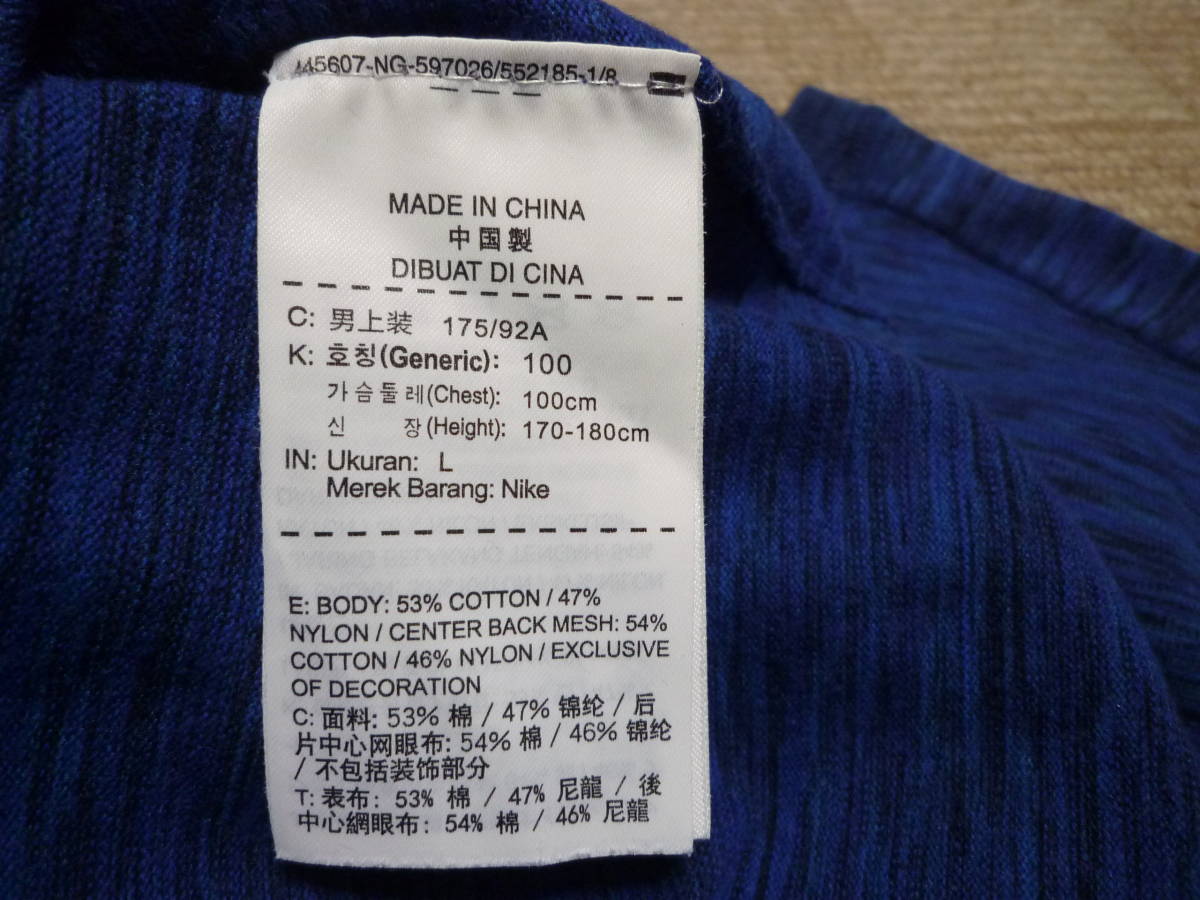 445607-NG-597026/552185-1/8
MADE IN CHINA
中国製
DIBUAT DI CINA
C: 男上装 175/92A
K: 호칭(Generic): 100
가슴둘레(Chest): 100cm
신 장(Height): 170-180cm
IN: Ukuran: L
Merek Barang: Nike
E: BODY: 53% COTTON / 47%
NYLON / CENTER BACK MESH: 54%
COTTON / 46% NYLON / EXCLUSIVE
OF DECORATION
C: 面料: 53% 棉 / 47% 锦纶 / 后
片中心网眼布: 54% 棉 / 46% 锦纶
/ 不包括装饰部分
T: 表布: 53% 棉 / 47% 尼龍 / 後
中心網眼布: 54% 棉 / 46% 尼龍